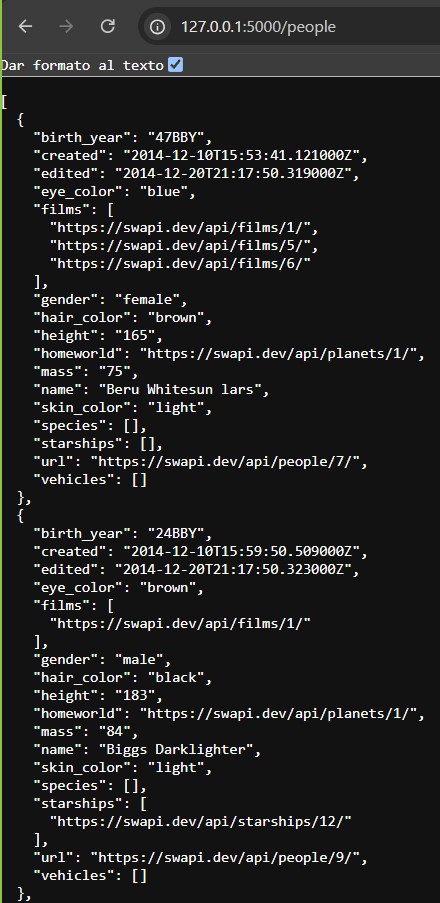 127.0.0.1:5000/people
Dar formato al texto
[
  {
    "birth_year": "47BBY",
    "created": "2014-12-10T15:53:41.121000Z",
    "edited": "2014-12-20T21:17:50.319000Z",
    "eye_color": "blue",
    "films": [
      "https://swapi.dev/api/films/1/",
      "https://swapi.dev/api/films/5/",
      "https://swapi.dev/api/films/6/"
    ],
    "gender": "female",
    "hair_color": "brown",
    "height": "165",
    "homeworld": "https://swapi.dev/api/planets/1/",
    "mass": "75",
    "name": "Beru Whitesun lars",
    "skin_color": "light",
    "species": [],
    "starships": [],
    "url": "https://swapi.dev/api/people/7/",
    "vehicles": []
  },
  {
    "birth_year": "24BBY",
    "created": "2014-12-10T15:59:50.509000Z",
    "edited": "2014-12-20T21:17:50.323000Z",
    "eye_color": "brown",
    "films": [
      "https://swapi.dev/api/films/1/"
    ],
    "gender": "male",
    "hair_color": "black",
    "height": "183",
    "homeworld": "https://swapi.dev/api/planets/1/",
    "mass": "84",
    "name": "Biggs Darklighter",
    "skin_color": "light",
    "species": [],
    "starships": [
      "https://swapi.dev/api/starships/12/"
    ],
    "url": "https://swapi.dev/api/people/9/",
    "vehicles": []
  },